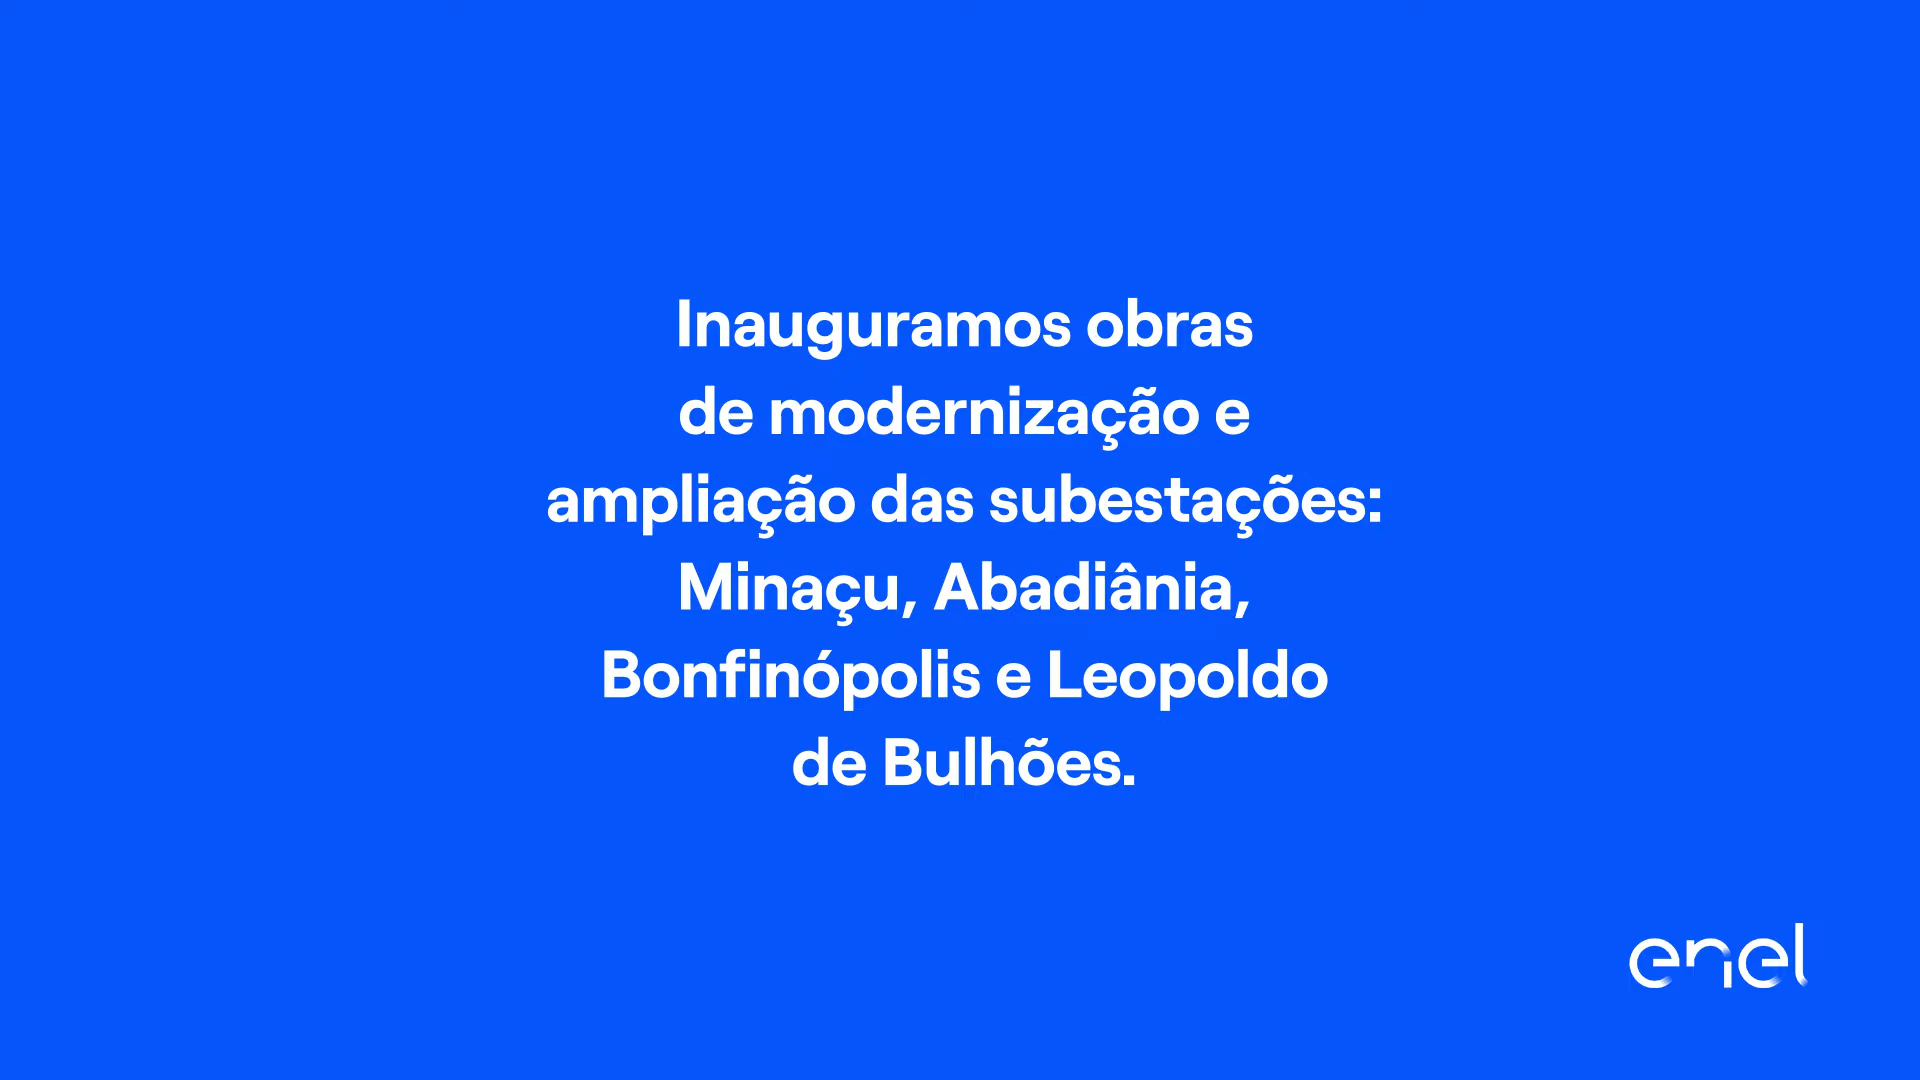 Inauguramos obras
de modernização e
ampliação das subestações:
Minaçu, Abadiânia,
Bonfinópolis e Leopoldo
de Bulhões.
enel